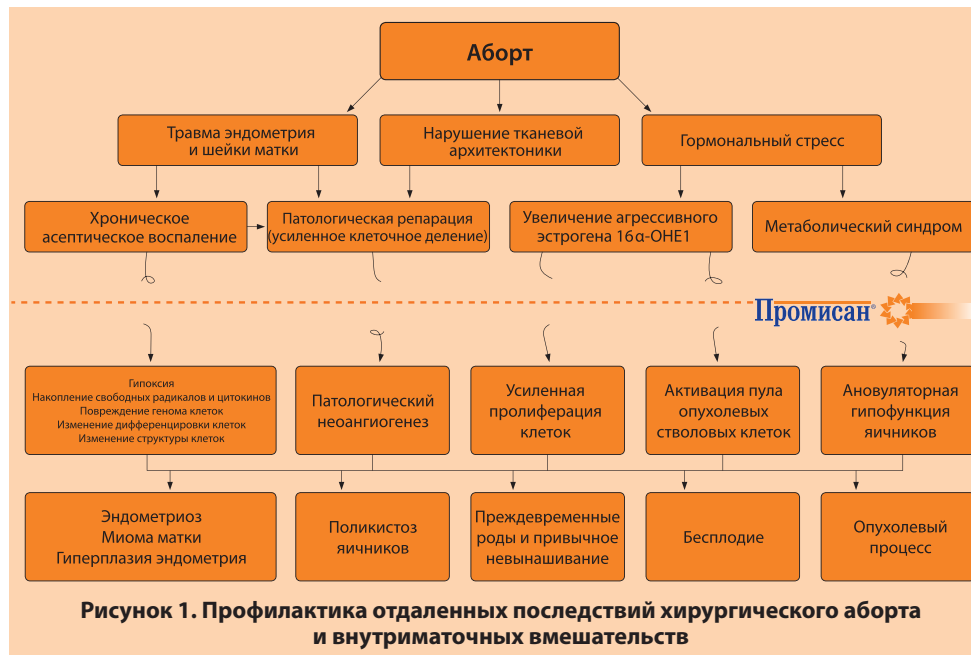 Аборт
Травма эндометрия
и шейки матки
Нарушение тканевой
архитектоники
Гормональный стресс
Хроническое
асептическое воспаление
Патологическая репарация
(усиленное клеточное деление)
Увеличение агрессивного
эстрогена 16α-OHE1
Метаболический синдром
Промисан®
Гипоксия
Накопление свободных радикалов и цитокинов
Повреждение генома клеток
Изменение дифференцировки клеток
Изменение структуры клеток
Патологический
неоангиогенез
Усиленная
пролиферация
клеток
Активация пула
опухолевых
стволовых клеток
Ановуляторная
гипофункция
яичников
Эндометриоз
Миома матки
Гиперплазия эндометрия
Поликистоз
яичников
Преждевременные
роды и привычное
невынашивание
Бесплодие
Опухолевый
процесс
Рисунок 1. Профилактика отдаленных последствий хирургического аборта
и внутриматочных вмешательств